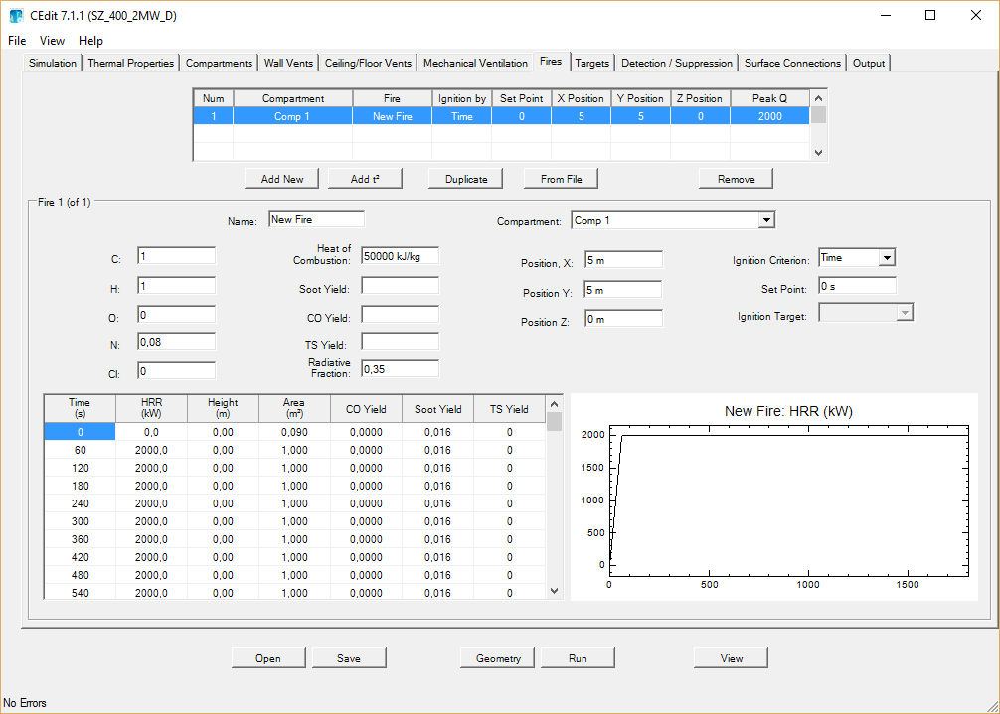 CEdit 7.1.1 (SZ_400_2MW_D)
File View Help
Simulation Thermal Properties Compartments Wall Vents Ceiling/Floor Vents Mechanical Ventilation Fires Targets Detection / Suppression Surface Connections Output
Num Compartment Fire Ignition by Set Point X Position Y Position Z Position Peak Q
1 Comp 1 New Fire Time 0 5 5 0 2000
Add New Add t² Duplicate From File Remove
Fire 1 (of 1)
Name: New Fire Compartment: Comp 1
C: 1
H: 1
O: 0
N: 0,08
Cl: 0
Heat of
Combustion: 50000 kJ/kg
Soot Yield:
CO Yield:
TS Yield:
Radiative
Fraction: 0,35
Position, X: 5 m
Position Y: 5 m
Position Z: 0 m
Ignition Criterion: Time
Set Point: 0 s
Ignition Target:
Time (s) HRR (kW) Height (m) Area (m²) CO Yield Soot Yield TS Yield
0 0,0 0,00 0,090 0,0000 0,016 0
60 2000,0 0,00 1,000 0,0000 0,016 0
120 2000,0 0,00 1,000 0,0000 0,016 0
180 2000,0 0,00 1,000 0,0000 0,016 0
240 2000,0 0,00 1,000 0,0000 0,016 0
300 2000,0 0,00 1,000 0,0000 0,016 0
360 2000,0 0,00 1,000 0,0000 0,016 0
420 2000,0 0,00 1,000 0,0000 0,016 0
480 2000,0 0,00 1,000 0,0000 0,016 0
540 2000,0 0,00 1,000 0,0000 0,016 0
New Fire: HRR (kW)
2000
1500
1000
500
0
0 500 1000 1500
Open Save Geometry Run View
No Errors